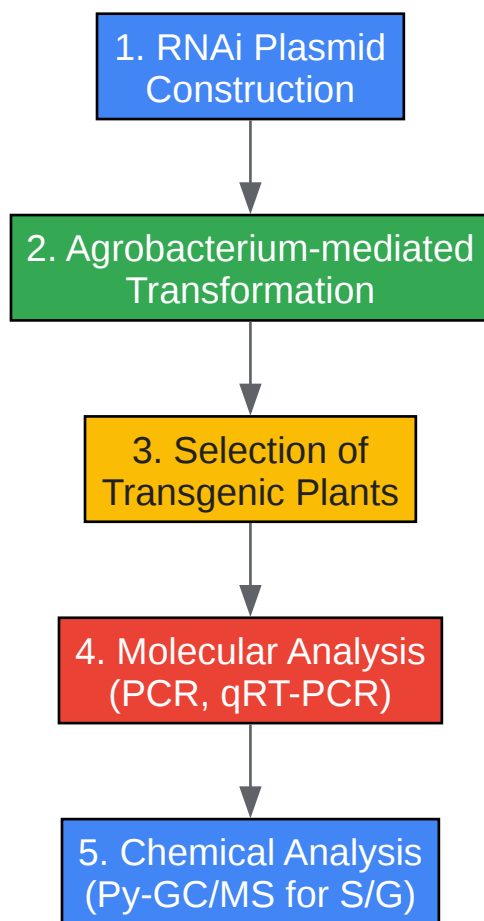 1. RNAi Plasmid
Construction
2. Agrobacterium-mediated
Transformation
3. Selection of
Transgenic Plants
4. Molecular Analysis
(PCR, qRT-PCR)
5. Chemical Analysis
(Py-GC/MS for S/G)